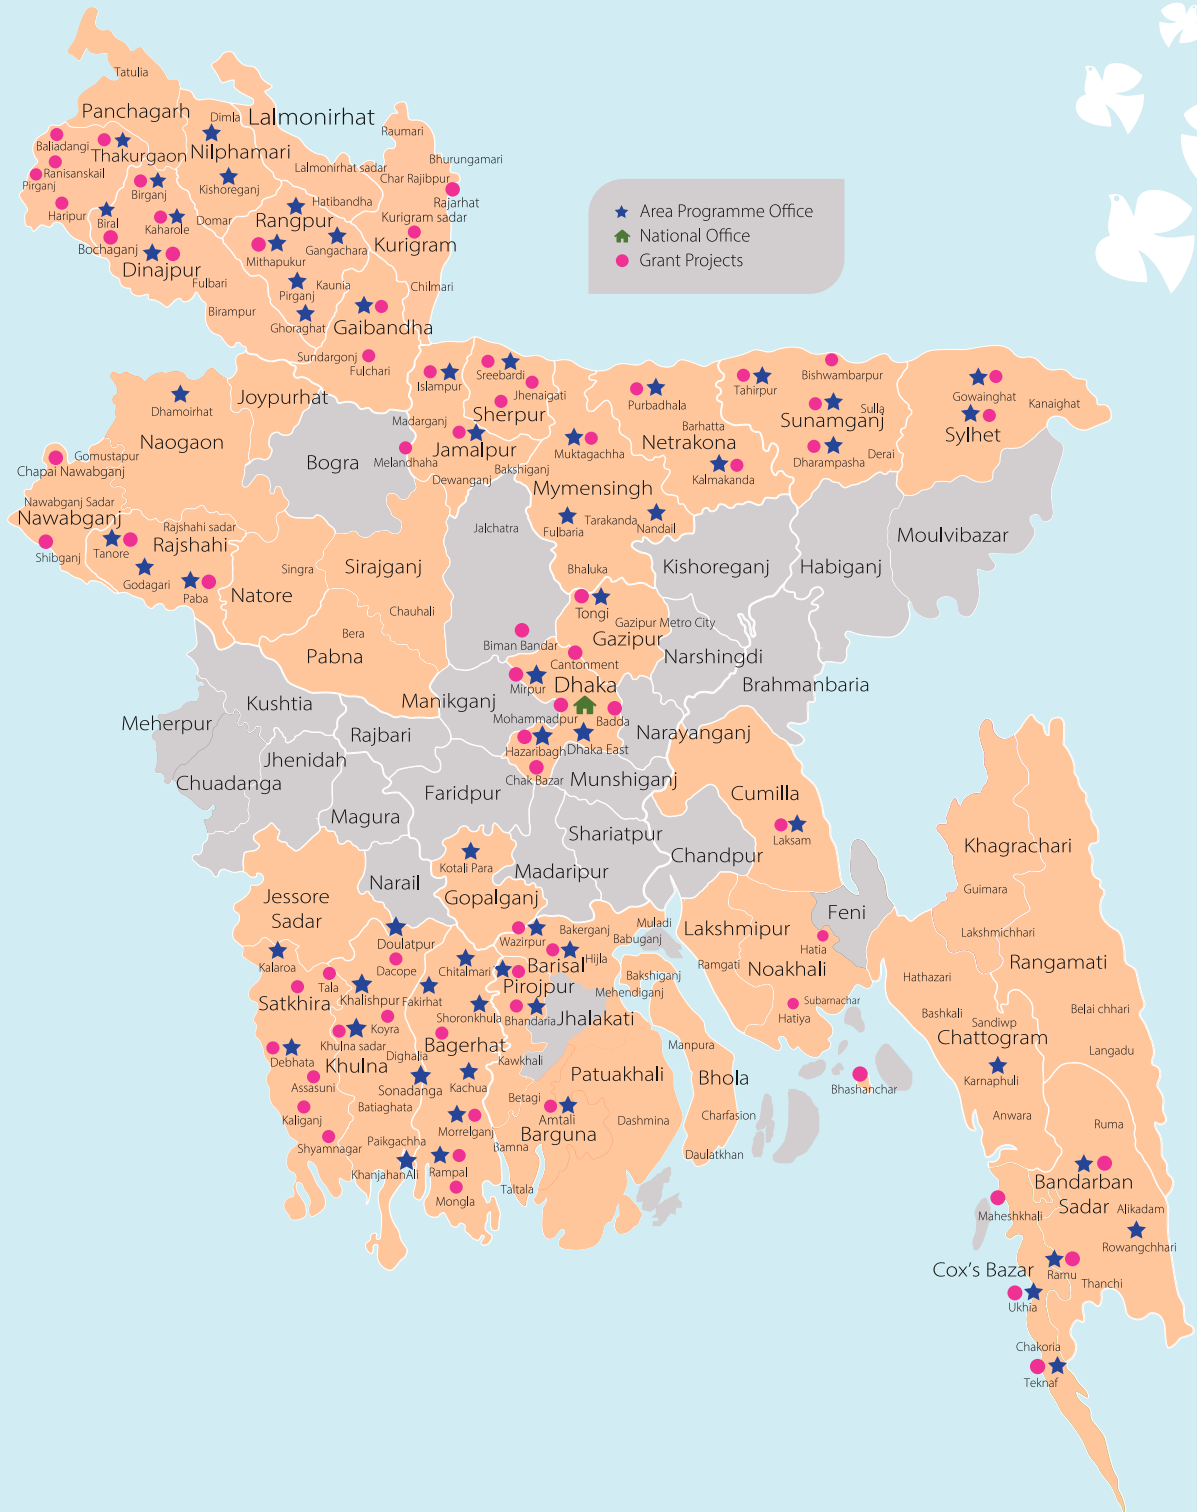 Tatulia
Panchagarh
Dimla
Lalmonirhat
Raumari
Baliadangi
Thakurgaon
Nilphamari
Bhurungamari
Ranisanskail
Lalmonirhat sadar
Pirganj
Birganj
Kishoreganj
Char Rajibpur
Rajarhat
Haripur
Biral
Kaharole
Domar
Hatibandha
Rangpur
Kurigram sadar
Bochaganj
Mithapukur
Gangachara
Kurigram
Dinajpur
Fulbari
Pirganj
Kaunia
Chilmari
Birampur
Ghoraghat
Gaibandha
Sundargonj
Fulchari
Area Programme Office
National Office
Grant Projects
Islampur
Sreebardi
Jhenaigati
Sherpur
Purbadhala
Tahirpur
Bishwambarpur
Gowainghat
Kanaighat
Dhamoirhat
Joypurhat
Madarganj
Barhatta
Sulla
Sunamganj
Naogaon
Jamalpur
Netrakona
Sylhet
Gomustapur
Chapai Nawabganj
Bogra
Melandhaha
Bakshiganj
Muktagachha
Dharampasha
Derai
Dewanganj
Kalmakanda
Mymensingh
Nawabganj Sadar
Nawabganj
Rajshahi sadar
Jalchatra
Fulbaria
Tarakanda
Nandail
Moulvibazar
Shibganj
Tanore
Rajshahi
Godagari
Singra
Sirajganj
Bhaluka
Kishoreganj
Habiganj
Paba
Natore
Chauhali
Tongi
Gazipur Metro City
Bera
Biman Bandar
Gazipur
Pabna
Cantonment
Narshingdi
Mirpur
Dhaka
Brahmanbaria
Kushtia
Manikganj
Meherpur
Mohammadpur
Badda
Rajbari
Narayanganj
Hazaribagh
Dhaka East
Jhenidah
Chuadanga
Chak Bazar
Munshiganj
Faridpur
Cumilla
Magura
Shariatpur
Laksam
Khagrachari
Kotali Para
Madaripur
Chandpur
Narail
Guimara
Jessore
Sadar
Gopalganj
Feni
Muladi
Lakshmipur
Wazirpur
Bakerganj
Babuganj
Lakshmichhari
Doulatpur
Hatia
Kalaroa
Dacope
Chitalmari
Barisal
Hijla
Ramgati
Noakhali
Rangamati
Tala
Khalishpur
Fakirhat
Pirojpur
Bakshiganj
Hathazari
Satkhira
Mehendiganj
Subarnachar
Shoronkhula
Bhandaria
Jhalakati
Hatiya
Bashkali
Belai chhari
Koyra
Sandiwp
Khulna sadar
Bagerhat
Manpura
Chattogram
Dighalia
Kawkhali
Langadu
Debhata
Khulna
Patuakhali
Bhola
Karnaphuli
Assasuni
Sonadanga
Kachua
Bhashanchar
Betagi
Kaliganj
Batiaghata
Amtali
Dashmina
Charfasion
Anwara
Morrelganj
Barguna
Ruma
Shyamnagar
Paikgachha
Bamna
Daulatkhan
KhanjahanAli
Rampal
Bandarban
Sadar
Taltala
Mongla
Maheshkhali
Alikadam
Rowangchhari
Cox's Bazar
Ramu
Thanchi
Ukhia
Chakoria
Teknaf